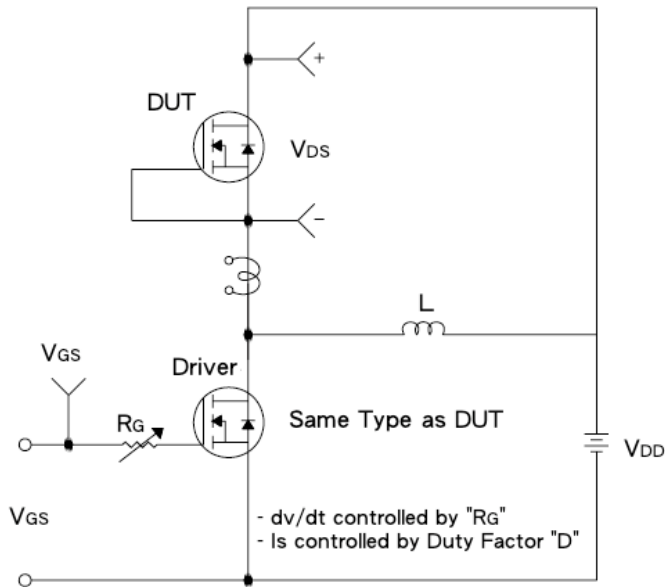 +
DUT
VDS
-
L
VGS
Driver
RG
Same Type as DUT
VDD
VGS
- dv/dt controlled by "RG"
- Is controlled by Duty Factor "D"